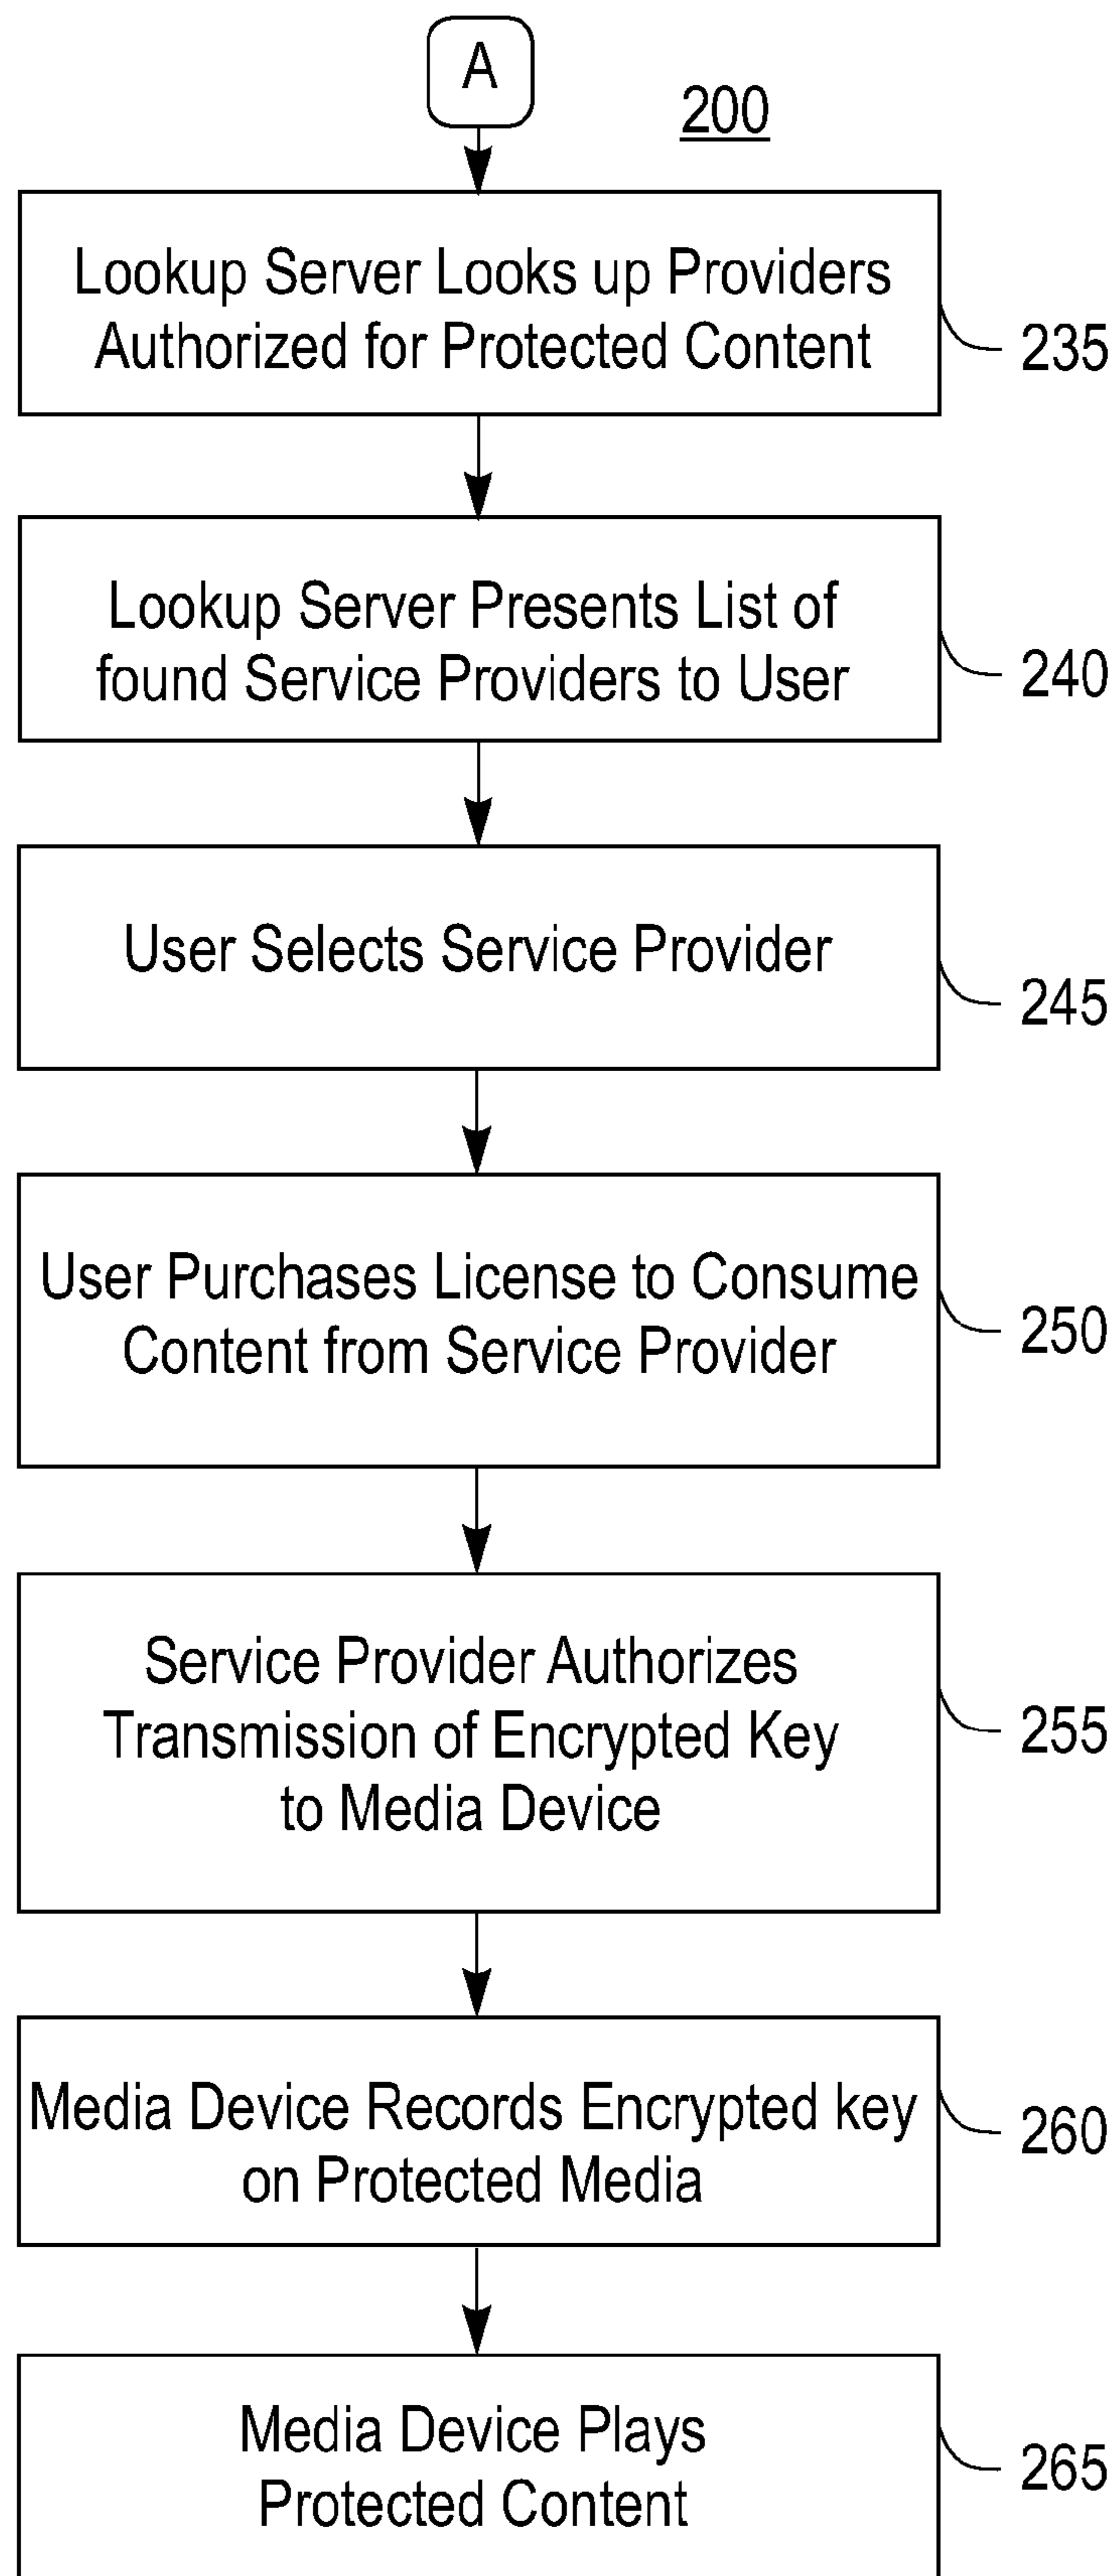 A
200
Lookup Server Looks up Providers
Authorized for Protected Content
235
Lookup Server Presents List of
found Service Providers to User
240
User Selects Service Provider
245
User Purchases License to Consume
Content from Service Provider
250
Service Provider Authorizes
Transmission of Encrypted Key
to Media Device
255
Media Device Records Encrypted key
on Protected Media
260
Media Device Plays
Protected Content
265